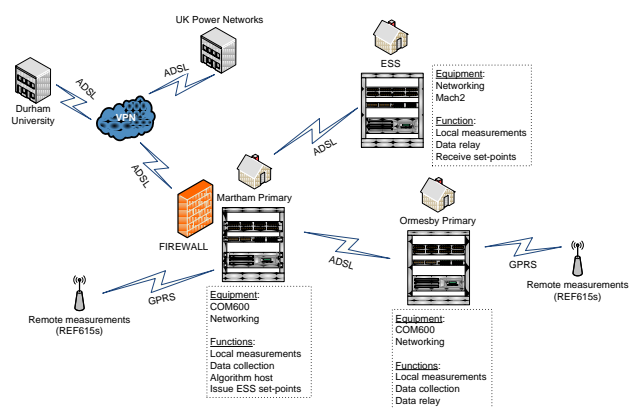 UK Power Networks
ADSL
Durham
University
ADSL
VPN
ADSL
FIREWALL
ESS
Equipment:
Networking
Mach2
Function:
Local measurements
Data relay
Receive set-points
ADSL
Martham Primary
Ormesby Primary
ADSL
GPRS
Remote measurements
(REF615s)
GPRS
Remote measurements
(REF615s)
Equipment:
COM600
Networking
Functions:
Local measurements
Data collection
Algorithm host
Issue ESS set-points
Equipment:
COM600
Networking
Functions:
Local measurements
Data collection
Data relay